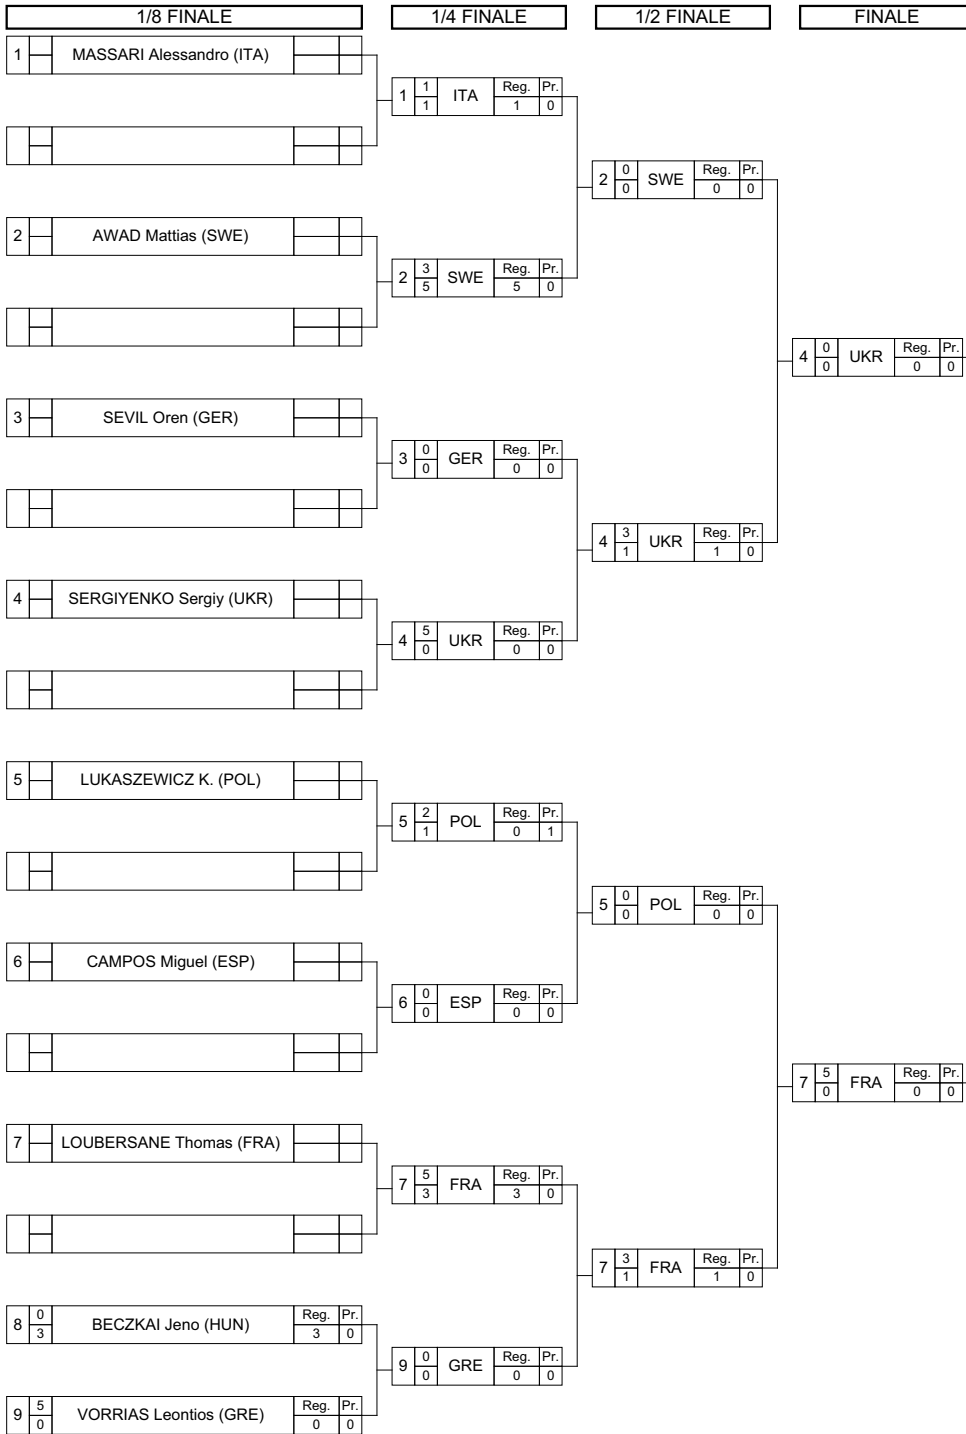 1/8 FINALE 1/4 FINALE 1/2 FINALE FINALE
1 MASSARI Alessandro (ITA)
1 1 1 ITA Reg. 1 Pr. 0
2 0 0 SWE Reg. 0 Pr. 0
2 AWAD Mattias (SWE)
2 3 5 SWE Reg. 5 Pr. 0
4 0 0 UKR Reg. 0 Pr. 0
3 SEVIL Oren (GER)
3 0 0 GER Reg. 0 Pr. 0
4 3 1 UKR Reg. 1 Pr. 0
4 SERGIYENKO Sergiy (UKR)
4 5 0 UKR Reg. 0 Pr. 0
5 LUKASZEWICZ K. (POL)
5 2 1 POL Reg. 0 Pr. 1
5 0 0 POL Reg. 0 Pr. 0
6 CAMPOS Miguel (ESP)
6 0 0 ESP Reg. 0 Pr. 0
7 5 0 FRA Reg. 0 Pr. 0
7 LOUBERSANE Thomas (FRA)
7 5 3 FRA Reg. 3 Pr. 0
7 3 1 FRA Reg. 1 Pr. 0
8 0 3 BECZKAI Jeno (HUN) Reg. 3 Pr. 0
9 0 0 GRE Reg. 0 Pr. 0
9 5 0 VORRIAS Leontios (GRE) Reg. 0 Pr. 0